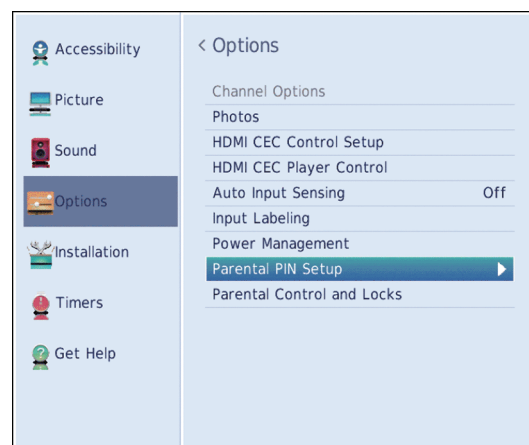 Accessibility
Picture
Sound
Options
Installation
Timers
Get Help
< Options
Channel Options
Photos
HDMI CEC Control Setup
HDMI CEC Player Control
Auto Input Sensing Off
Input Labeling
Power Management
Parental PIN Setup
Parental Control and Locks